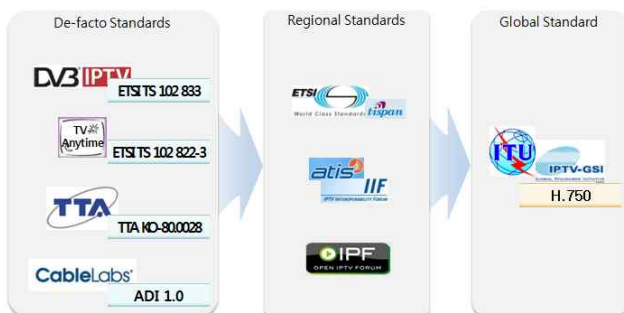 De-facto Standards
DVB IPTV
ETSI TS 102 833
TV
Anytime
ETSI TS 102 822-3
TTA
TTA KO-80.0028
CableLabs®
ADI 1.0
Regional Standards
ETSI
World Class Standards
tispan
atis
IIF
IPTV INTEROPERABILITY FORUM
IPF
OPEN IPTV FORUM
Global Standard
ITU
IPTV-GSI
H.750